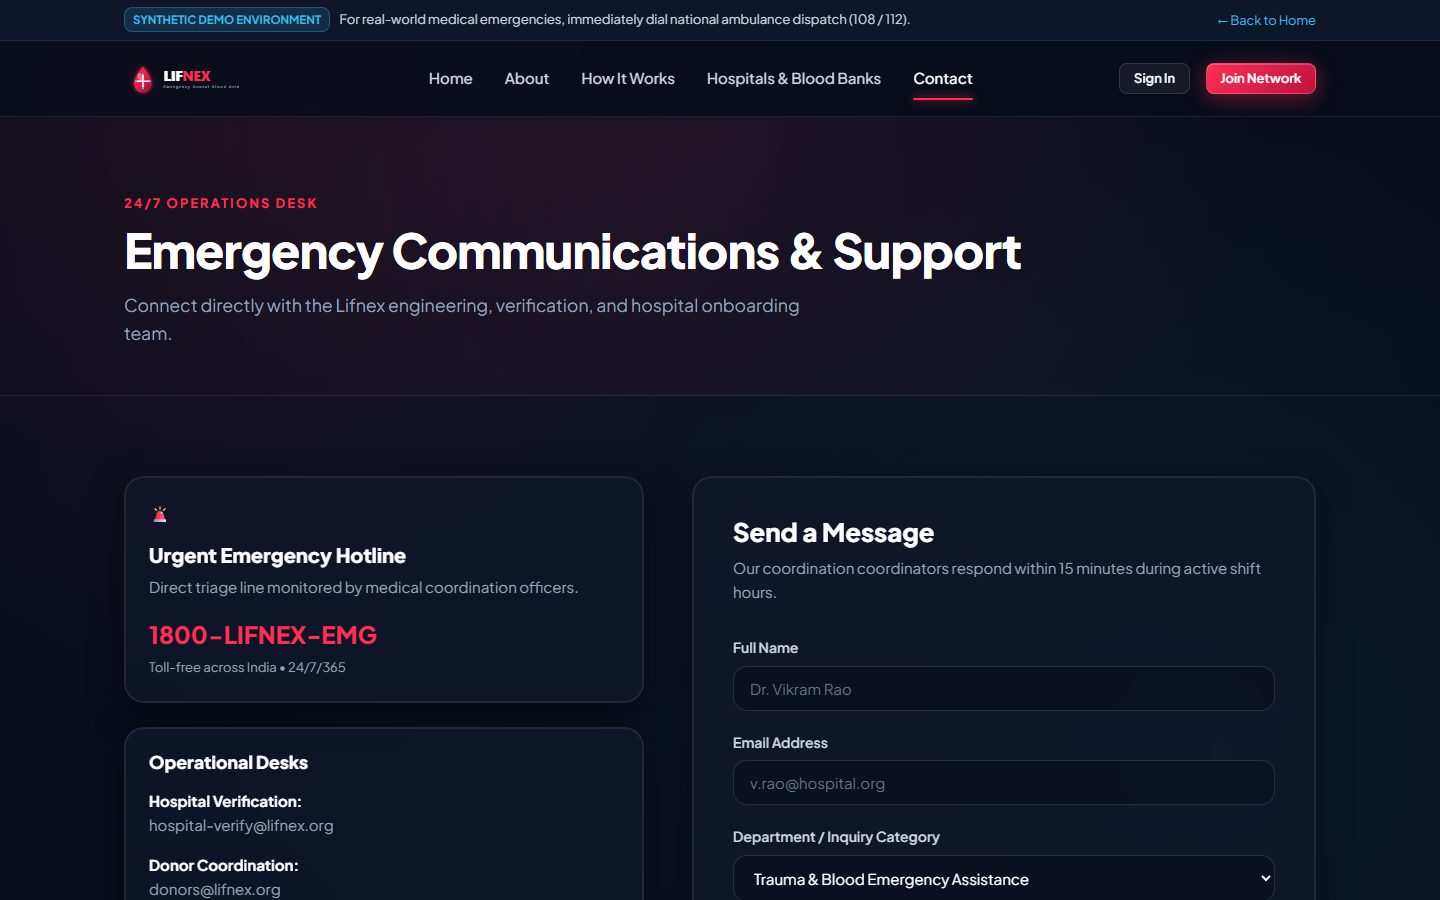 SYNTHETIC DEMO ENVIRONMENT For real-world medical emergencies, immediately dial national ambulance dispatch (108 / 112). ← Back to Home
LIFNEX
Emergency Neural Blood Grid
Home About How It Works Hospitals & Blood Banks Contact Sign In Join Network
24/7 OPERATIONS DESK
Emergency Communications & Support
Connect directly with the Lifnex engineering, verification, and hospital onboarding
team.
Urgent Emergency Hotline
Direct triage line monitored by medical coordination officers.
1800-LIFNEX-EMG
Toll-free across India • 24/7/365
Operational Desks
Hospital Verification:
hospital-verify@lifnex.org
Donor Coordination:
donors@lifnex.org
Send a Message
Our coordination coordinators respond within 15 minutes during active shift
hours.
Full Name
Dr. Vikram Rao
Email Address
v.rao@hospital.org
Department / Inquiry Category
Trauma & Blood Emergency Assistance